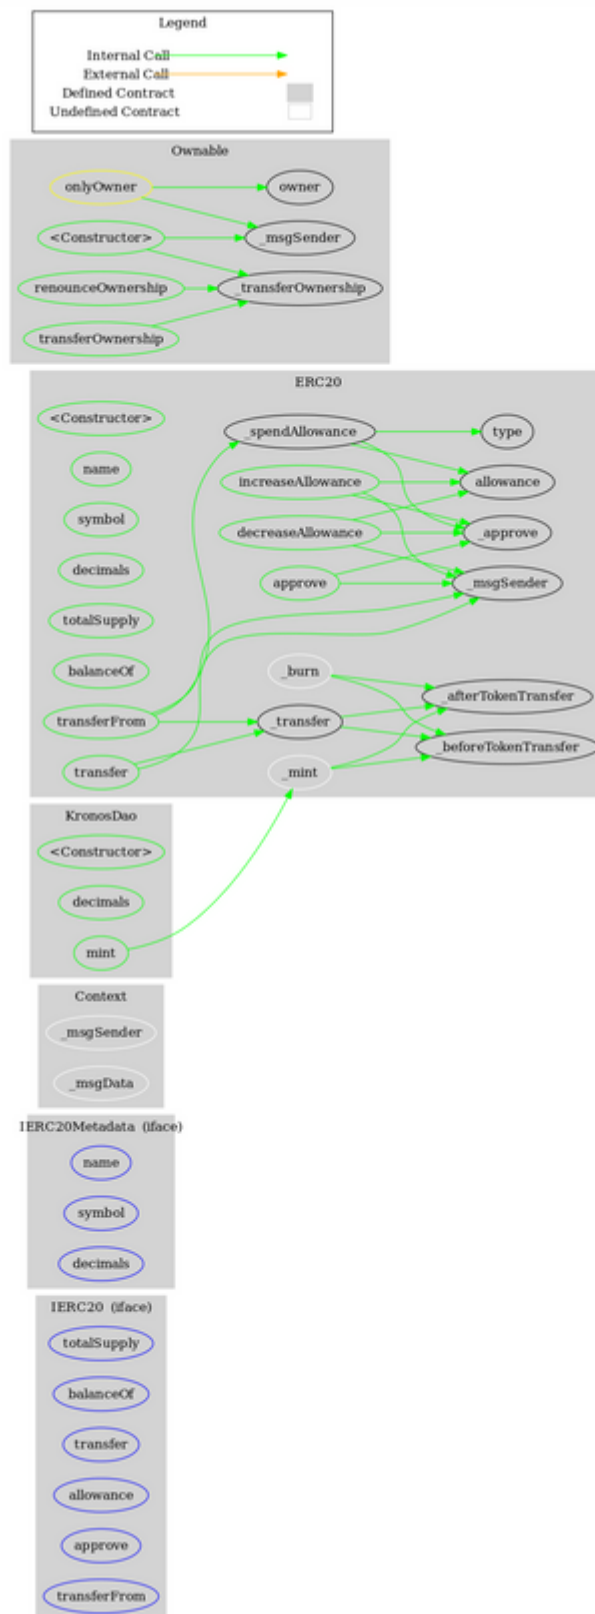 Legend
Internal Call
External Call
Defined Contract
Undefined Contract
Ownable
onlyOwner
owner
<Constructor>
_msgSender
renounceOwnership
_transferOwnership
transferOwnership
ERC20
<Constructor>
_spendAllowance
type
name
increaseAllowance
allowance
symbol
decreaseAllowance
_approve
decimals
approve
_msgSender
totalSupply
balanceOf
_burn
_afterTokenTransfer
transferFrom
_transfer
_beforeTokenTransfer
transfer
_mint
KronosDao
<Constructor>
decimals
mint
Context
_msgSender
_msgData
IERC20Metadata (iface)
name
symbol
decimals
IERC20 (iface)
totalSupply
balanceOf
transfer
allowance
approve
transferFrom